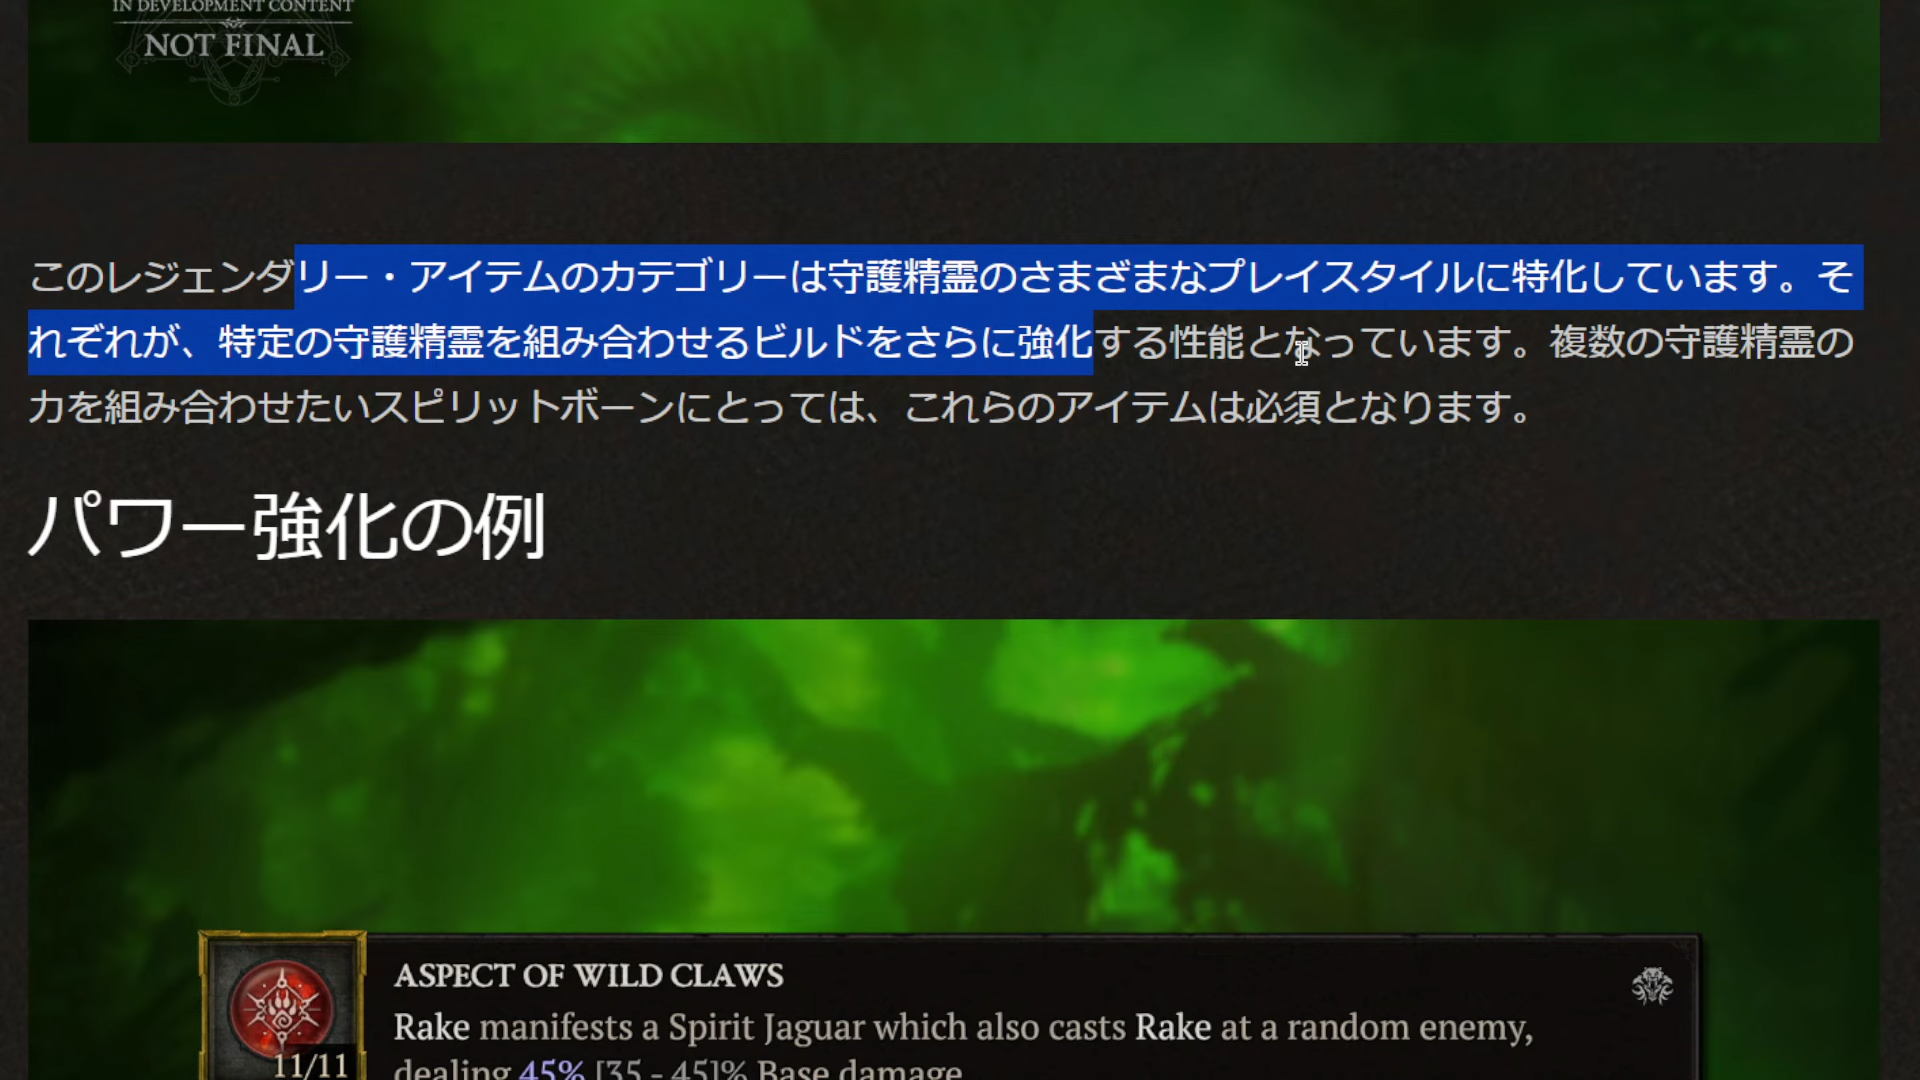 IN DEVELOPMENT CONTENT
NOT FINAL
このレジェンダリー・アイテムのカテゴリーは守護精霊のさまざまなプレイスタイルに特化しています。そ
れぞれが、特定の守護精霊を組み合わせるビルドをさらに強化する性能となっています。複数の守護精霊の
力を組み合わせたいスピリットボーンにとっては、これらのアイテムは必須となります。
パワー強化の例
ASPECT OF WILD CLAWS
Rake manifests a Spirit Jaguar which also casts Rake at a random enemy,
11/11
dealing 45% [35 - 45]% Base damage